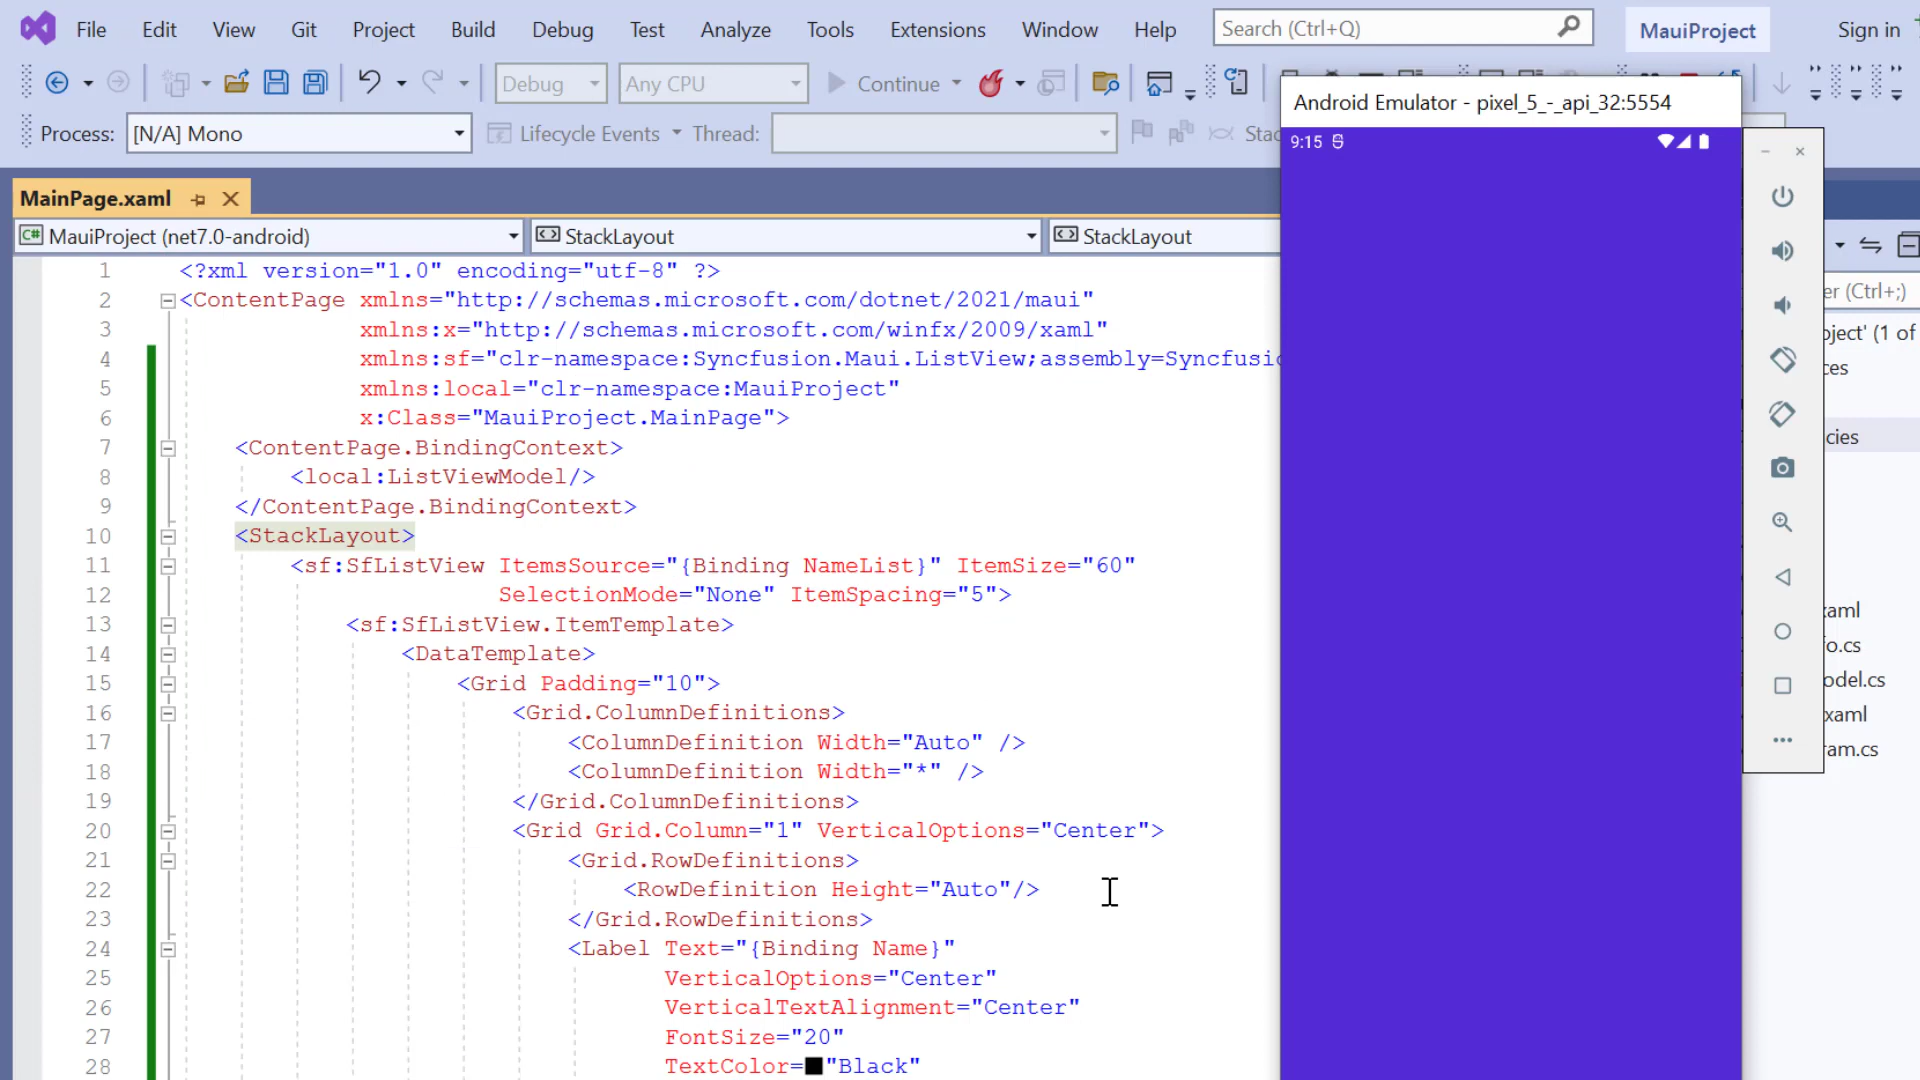 File Edit View Git Project Build Debug Test Analyze Tools Extensions Window Help Search (Ctrl+Q) MauiProject Sign in
Debug Any CPU Continue
Process: [N/A] Mono Lifecycle Events Thread:
Android Emulator - pixel_5_-_api_32:5554
9:15
MainPage.xaml
MauiProject (net7.0-android) StackLayout StackLayout
1 <?xml version="1.0" encoding="utf-8" ?>
2 <ContentPage xmlns="http://schemas.microsoft.com/dotnet/2021/maui"
3 xmlns:x="http://schemas.microsoft.com/winfx/2009/xaml"
4 xmlns:sf="clr-namespace:Syncfusion.Maui.ListView;assembly=Syncfusio
5 xmlns:local="clr-namespace:MauiProject"
6 x:Class="MauiProject.MainPage">
7 <ContentPage.BindingContext>
8 <local:ListViewModel/>
9 </ContentPage.BindingContext>
10 <StackLayout>
11 <sf:SfListView ItemsSource="{Binding NameList}" ItemSize="60"
12 SelectionMode="None" ItemSpacing="5">
13 <sf:SfListView.ItemTemplate>
14 <DataTemplate>
15 <Grid Padding="10">
16 <Grid.ColumnDefinitions>
17 <ColumnDefinition Width="Auto" />
18 <ColumnDefinition Width="*" />
19 </Grid.ColumnDefinitions>
20 <Grid Grid.Column="1" VerticalOptions="Center">
21 <Grid.RowDefinitions>
22 <RowDefinition Height="Auto"/>
23 </Grid.RowDefinitions>
24 <Label Text="{Binding Name}"
25 VerticalOptions="Center"
26 VerticalTextAlignment="Center"
27 FontSize="20"
28 TextColor="Black"
er (Ctrl+;)
oject' (1 of
ces
cies
xaml
fo.cs
odel.cs
xaml
ram.cs